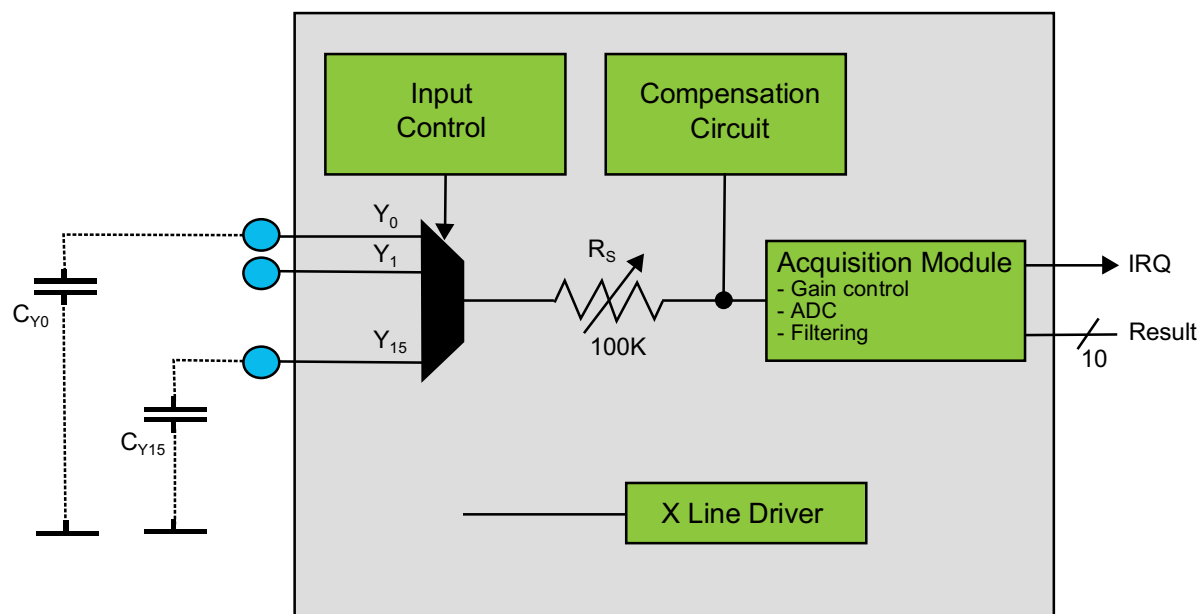 Input
Control
Compensation
Circuit
Y0
Y1
Y15
RS
100K
Acquisition Module
- Gain control
- ADC
- Filtering
IRQ
Result
10
CY0
CY15
X Line Driver